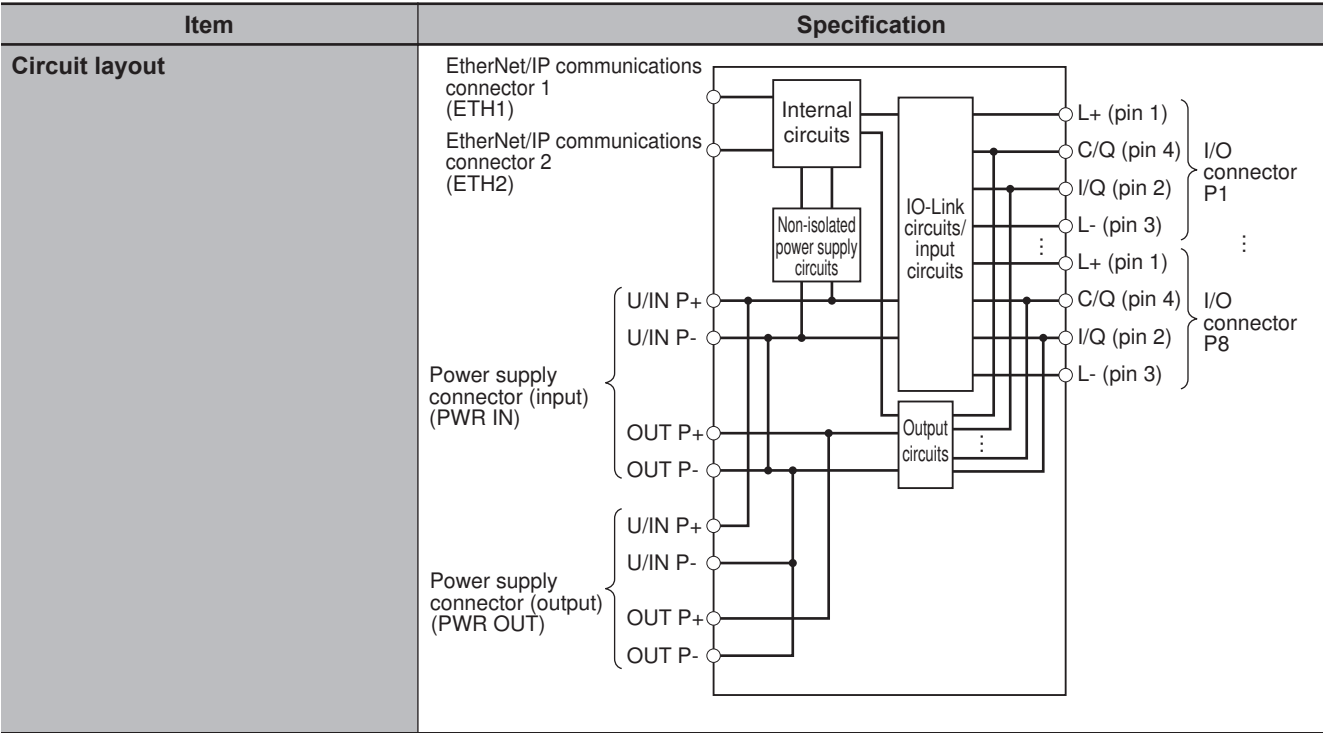 Item
Specification
Circuit layout
EtherNet/IP communications
connector 1
(ETH1)
EtherNet/IP communications
connector 2
(ETH2)
Internal
circuits
Non-isolated
power supply
circuits
IO-Link
circuits/
input
circuits
Output
circuits
⋮
L+ (pin 1)
C/Q (pin 4)
I/Q (pin 2)
L- (pin 3)
I/O
connector
P1
⋮
⋮
L+ (pin 1)
C/Q (pin 4)
I/Q (pin 2)
L- (pin 3)
I/O
connector
P8
Power supply
connector (input)
(PWR IN)
U/IN P+
U/IN P-
OUT P+
OUT P-
Power supply
connector (output)
(PWR OUT)
U/IN P+
U/IN P-
OUT P+
OUT P-